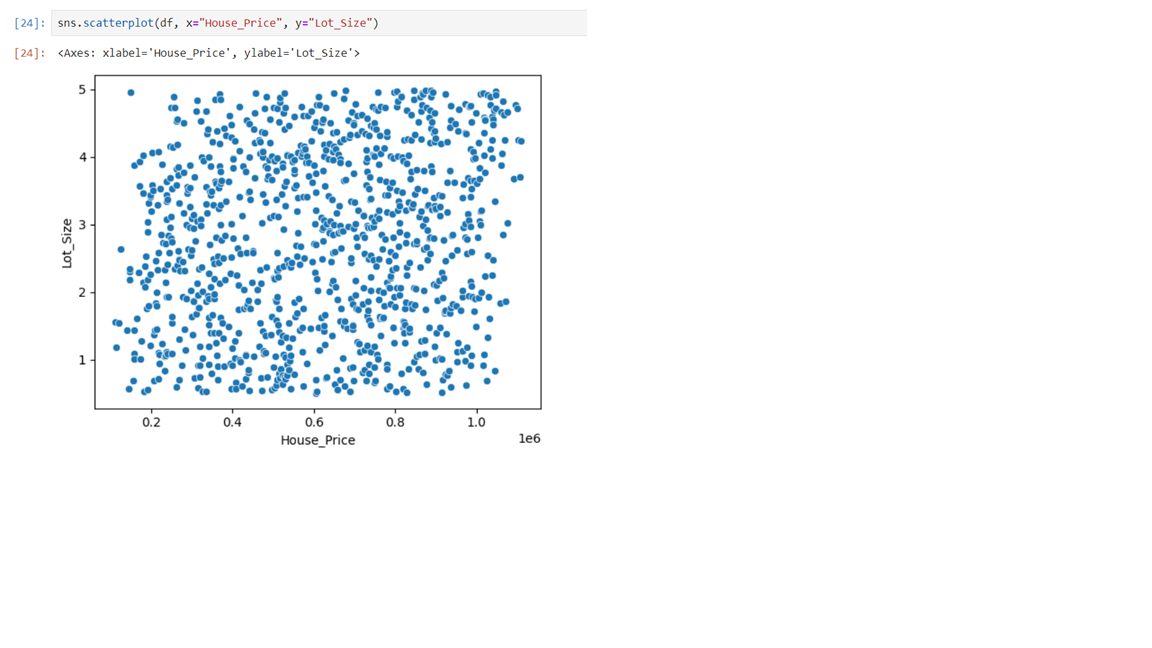 [24]: sns.scatterplot(df, x="House_Price", y="Lot_Size")
[24]: <Axes: xlabel='House_Price', ylabel='Lot_Size'>
5
4
3
2
1
Lot_Size
0.2 0.4 0.6 0.8 1.0
1e6
House_Price